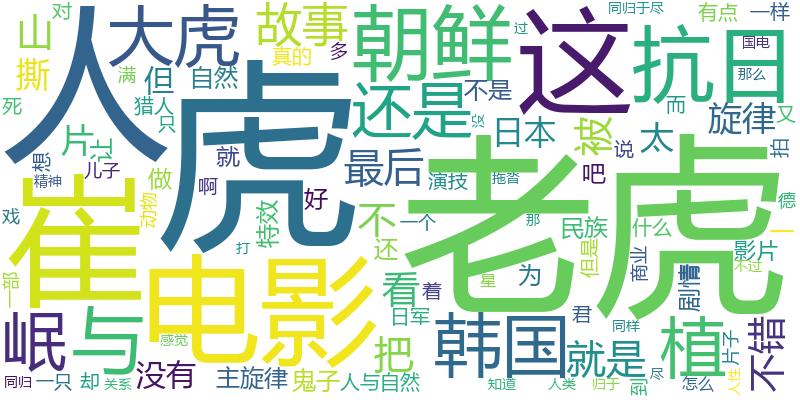 对
同归于尽
有点
一样
大虎
故事
朝鲜
这
抗日
真的
多
过
国电
山
撕
人
但
自然
还是
不是
那么
满
死
猎人
只
虎
日本
被
说
太
而
旋律
又
拍
片
让
想
就
最后
没
老虎
精神
儿子
做
啊
好
演技
拖沓
吧
戏
崔
动物
特效
不
还
一个
那
民族
什么
德
一
打
星
为
但是
商业
影片
不过
一部
电影
看
着
君
剧情
岷
与
感觉
日军
韩国
同样
植
不错
把
就是
片子
同归
一只
却
关系
没有
主旋律
鬼子
人与自然
知道
人类
归于
到
尽
怎么
人性